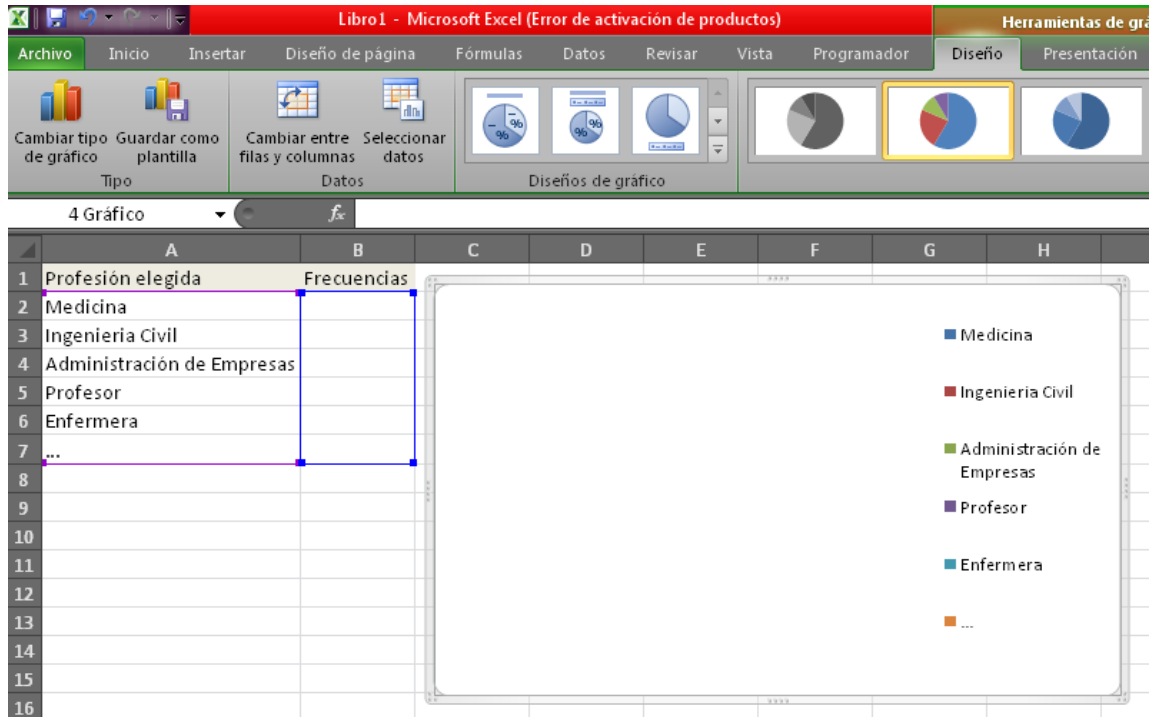 Libro1 - Microsoft Excel (Error de activación de productos)
Herramientas de grá
Archivo Inicio Insertar Diseño de página Fórmulas Datos Revisar Vista Programador Diseño Presentación
Cambiar tipo de gráfico
Guardar como plantilla
Cambiar entre filas y columnas
Seleccionar datos
Tipo Datos Diseños de gráfico
4 Gráfico fx
A B C D E F G H
1 Profesión elegida Frecuencias
2 Medicina
3 Ingenieria Civil
4 Administración de Empresas
5 Profesor
6 Enfermera
7 ...
8
9
10
11
12
13
14
15
16
Medicina
Ingenieria Civil
Administración de
Empresas
Profesor
Enfermera
...